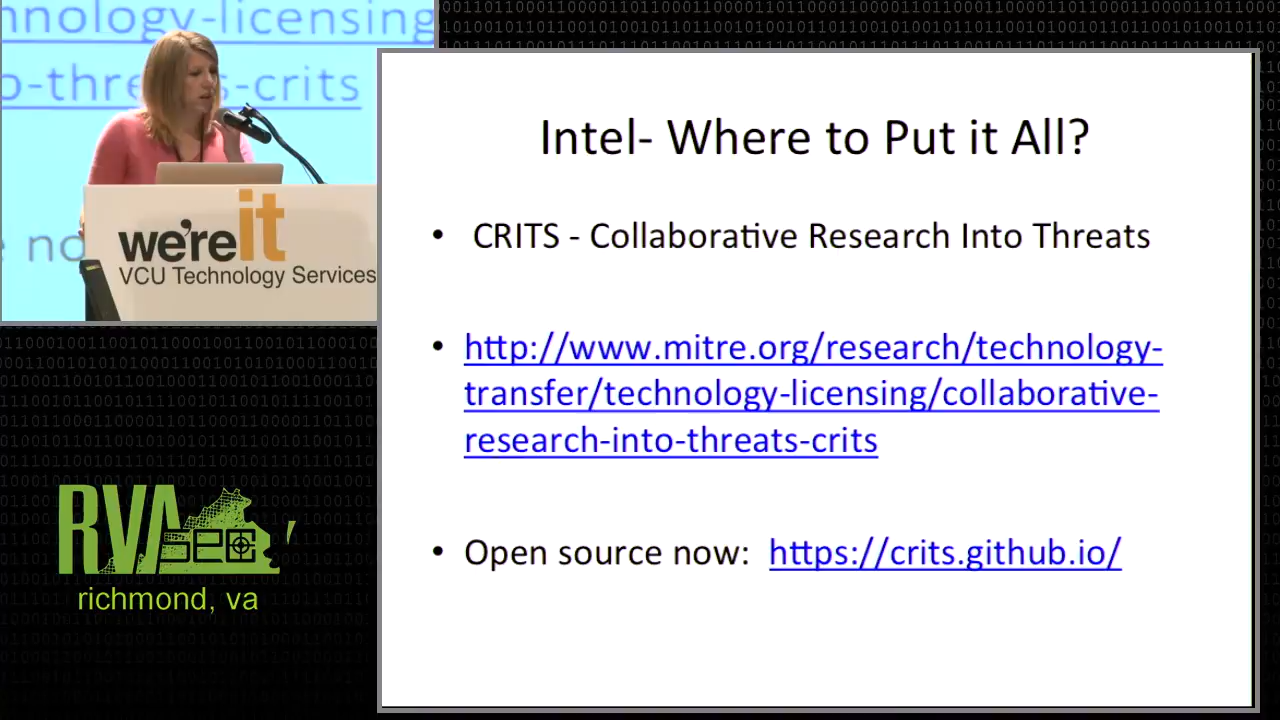 nology-licensing
o-threats-crits
no
we're it
VCU Technology Services
RVA SEC
richmond, va
Intel- Where to Put it All?
• CRITS - Collaborative Research Into Threats
• http://www.mitre.org/research/technology-
transfer/technology-licensing/collaborative-
research-into-threats-crits
• Open source now: https://crits.github.io/